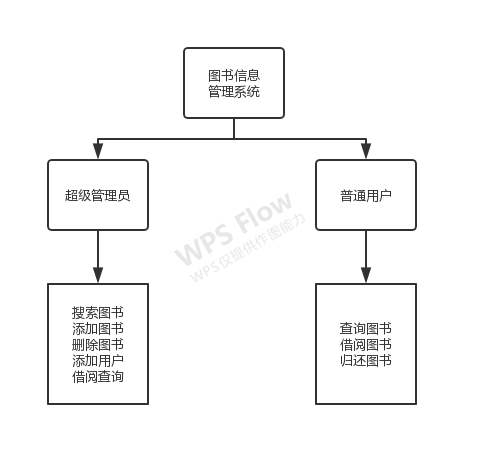 图书信息
管理系统
超级管理员
普通用户
WPS Flow
WPS仅提供作图能力
搜索图书
添加图书
删除图书
添加用户
借阅查询
查询图书
借阅图书
归还图书